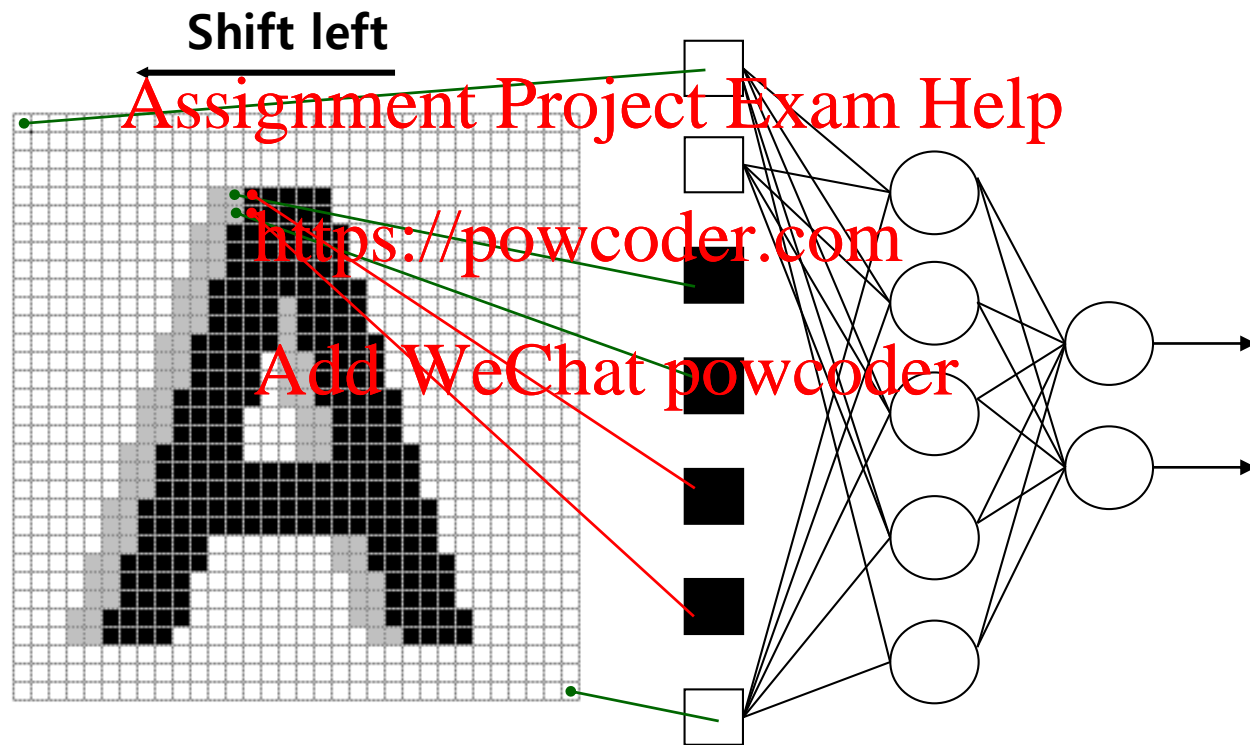 Shift left
Assignment Project Exam Help
https://powcoder.com
Add WeChat powcoder